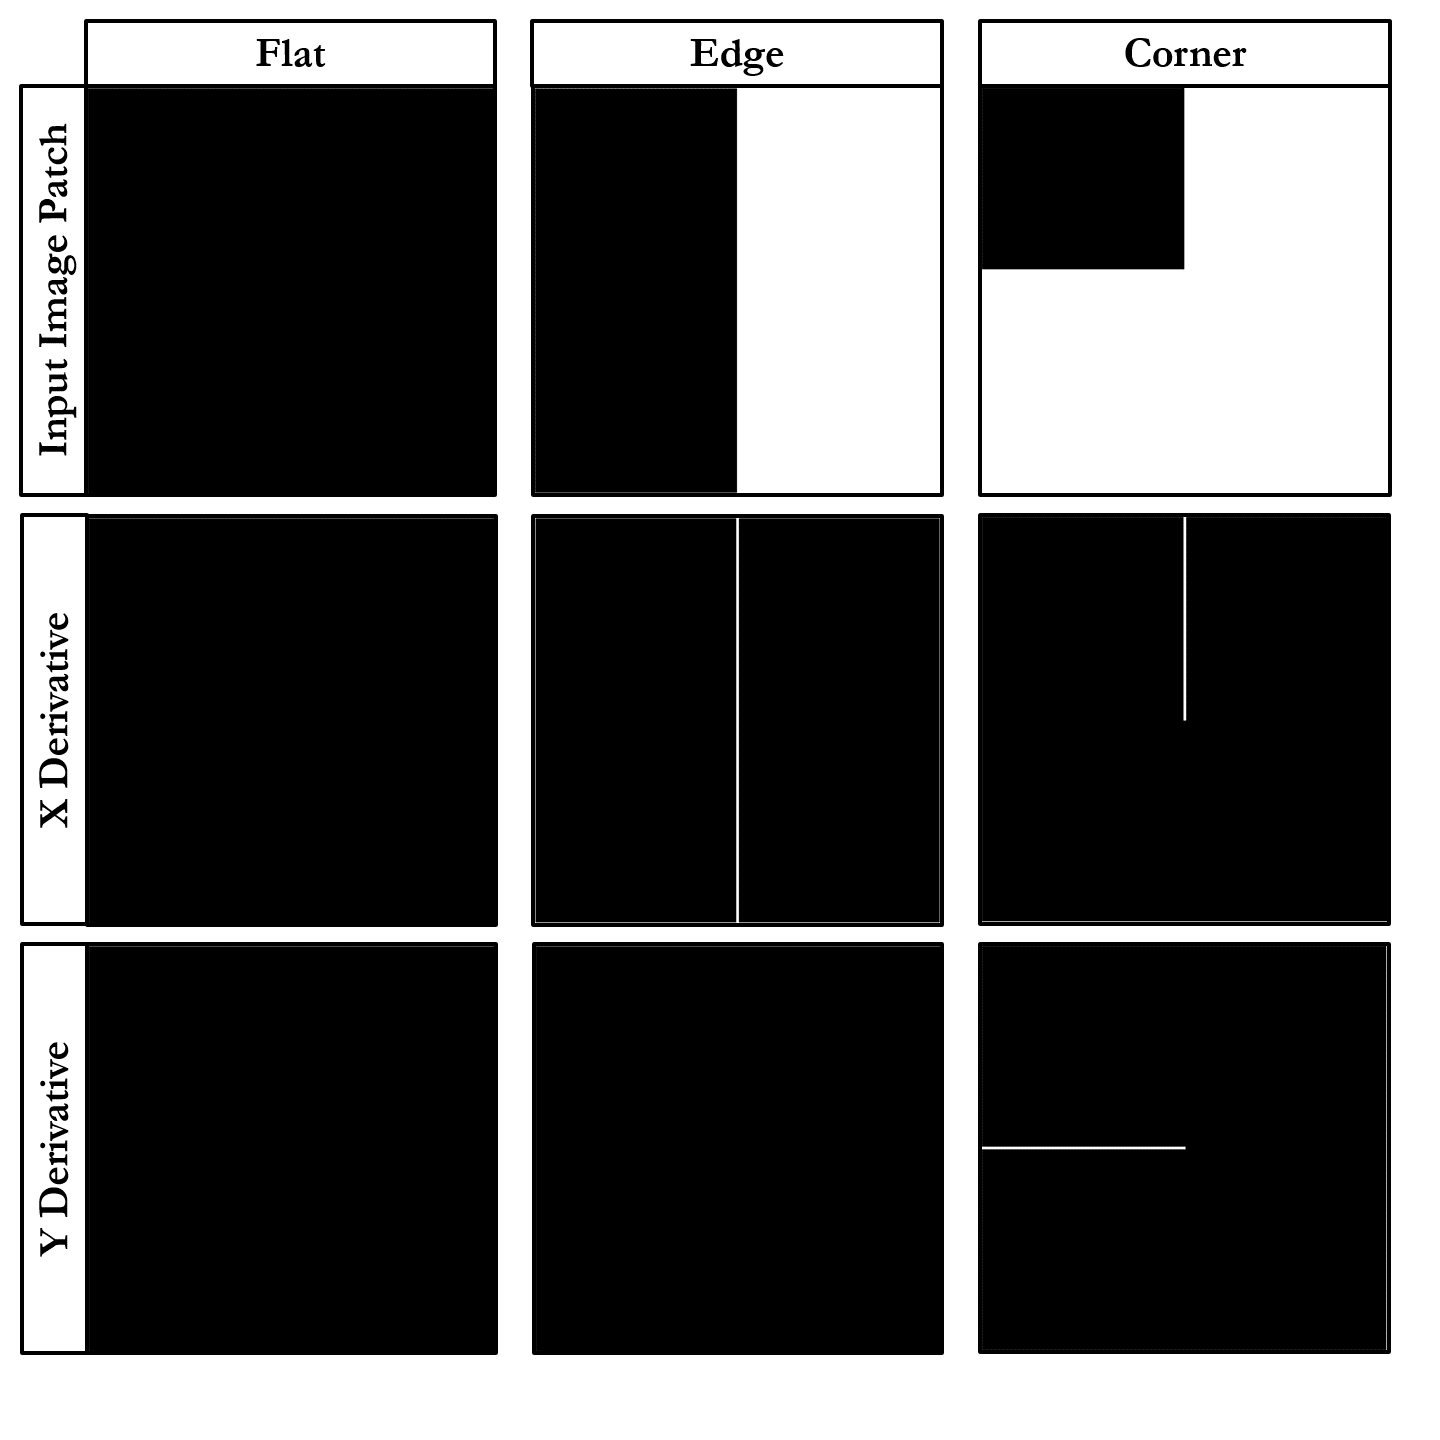 Flat
Edge
Corner
Input Image Patch
X Derivative
Y Derivative